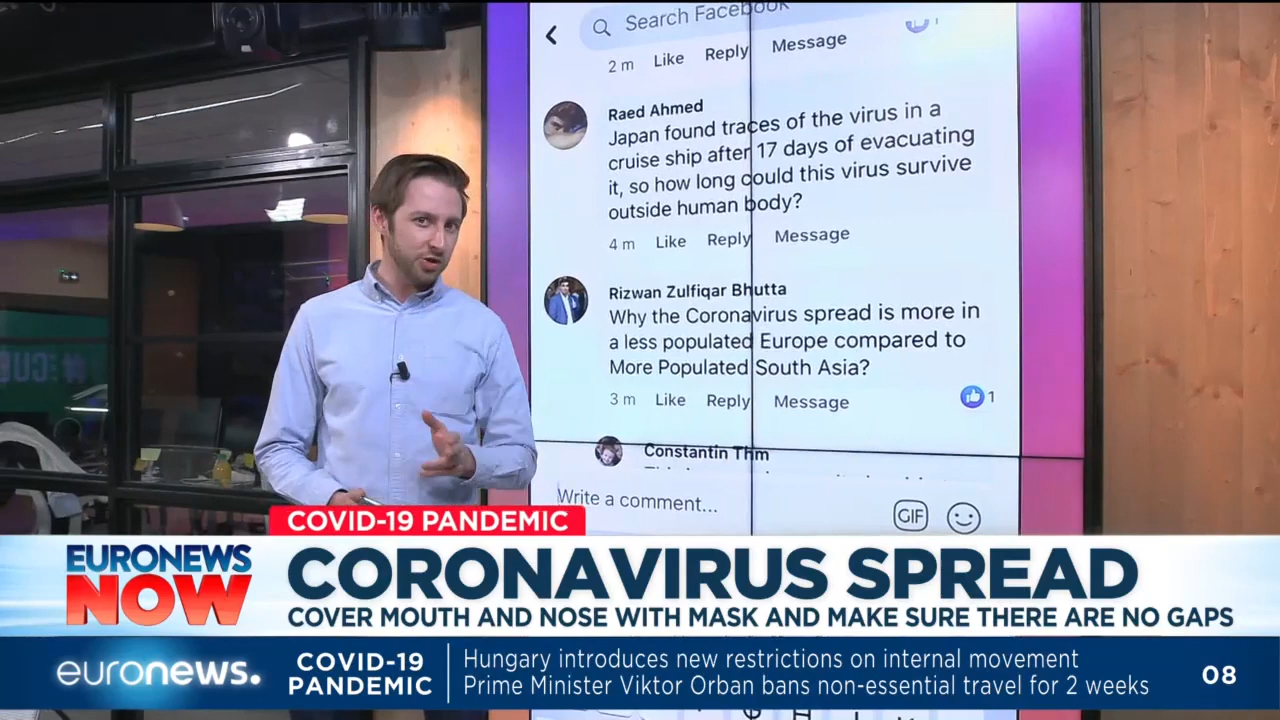 Search Facebook
2 m Like Reply Message 1
Raed Ahmed
Japan found traces of the virus in a
cruise ship after 17 days of evacuating
it, so how long could this virus survive
outside human body?
4 m Like Reply Message
Rizwan Zulfiqar Bhutta
Why the Coronavirus spread is more in
a less populated Europe compared to
More Populated South Asia?
3 m Like Reply Message 1
Constantin Thm
Write a comment...
GIF
COVID-19 PANDEMIC
EURONEWS
NOW
CORONAVIRUS SPREAD
COVER MOUTH AND NOSE WITH MASK AND MAKE SURE THERE ARE NO GAPS
euronews.
COVID-19
PANDEMIC
Hungary introduces new restrictions on internal movement
Prime Minister Viktor Orban bans non-essential travel for 2 weeks
08